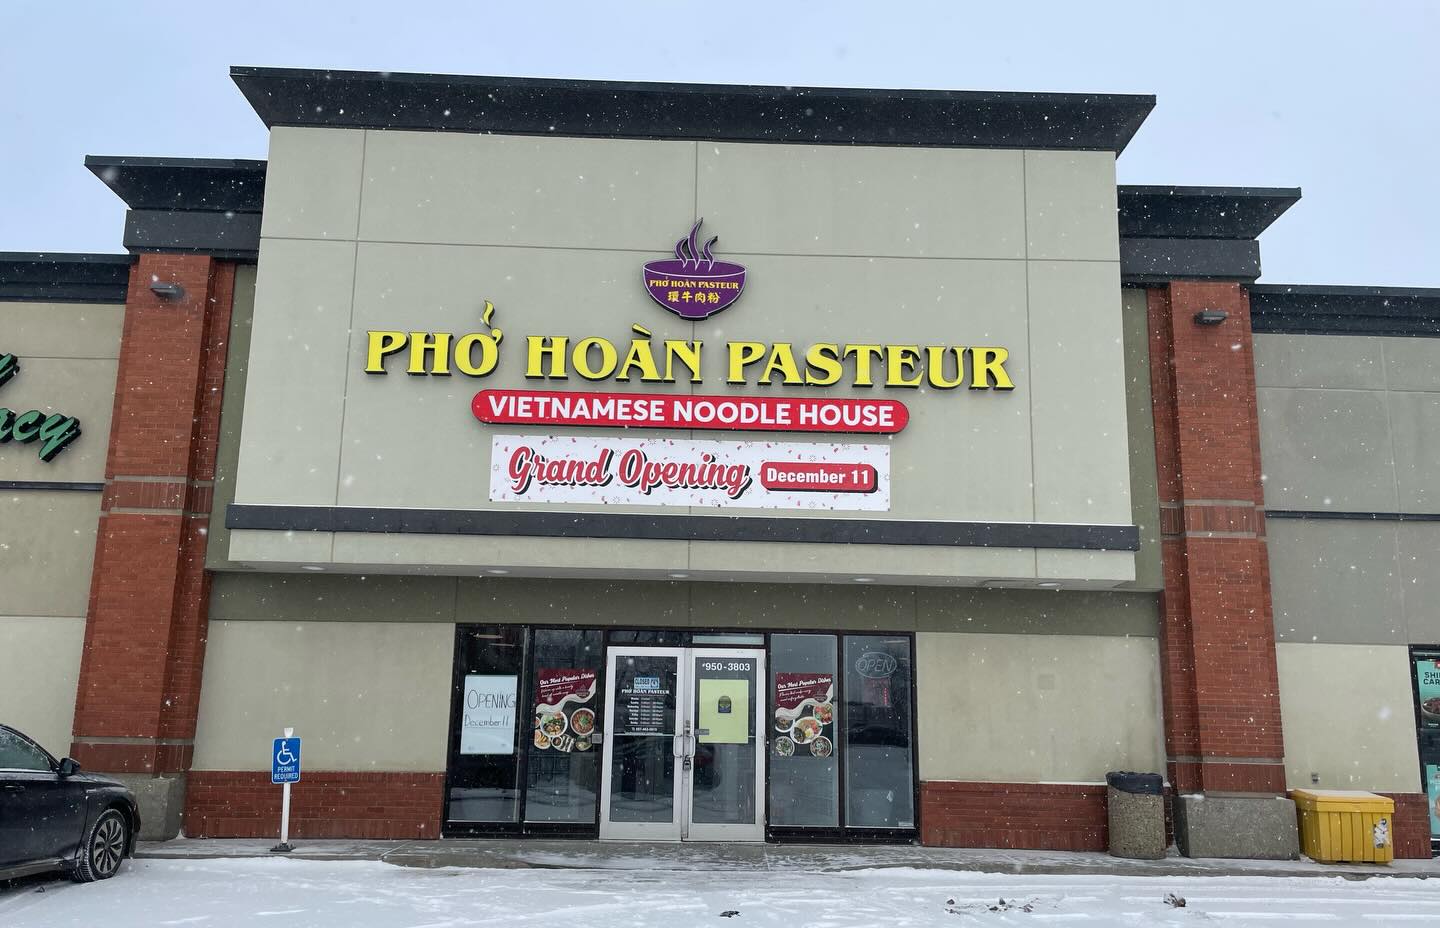 PHỞ HOÀN PASTEUR
環牛肉粉
PHỞ HOÀN PASTEUR
VIETNAMESE NOODLE HOUSE
Grand Opening December 11
#950-3803
OPENING
December 11
Our Most Popular Dishes
CLOSED
PHỞ HOÀN PASTEUR
Our Most Popular Dishes
OPEN
PERMIT
REQUIRED